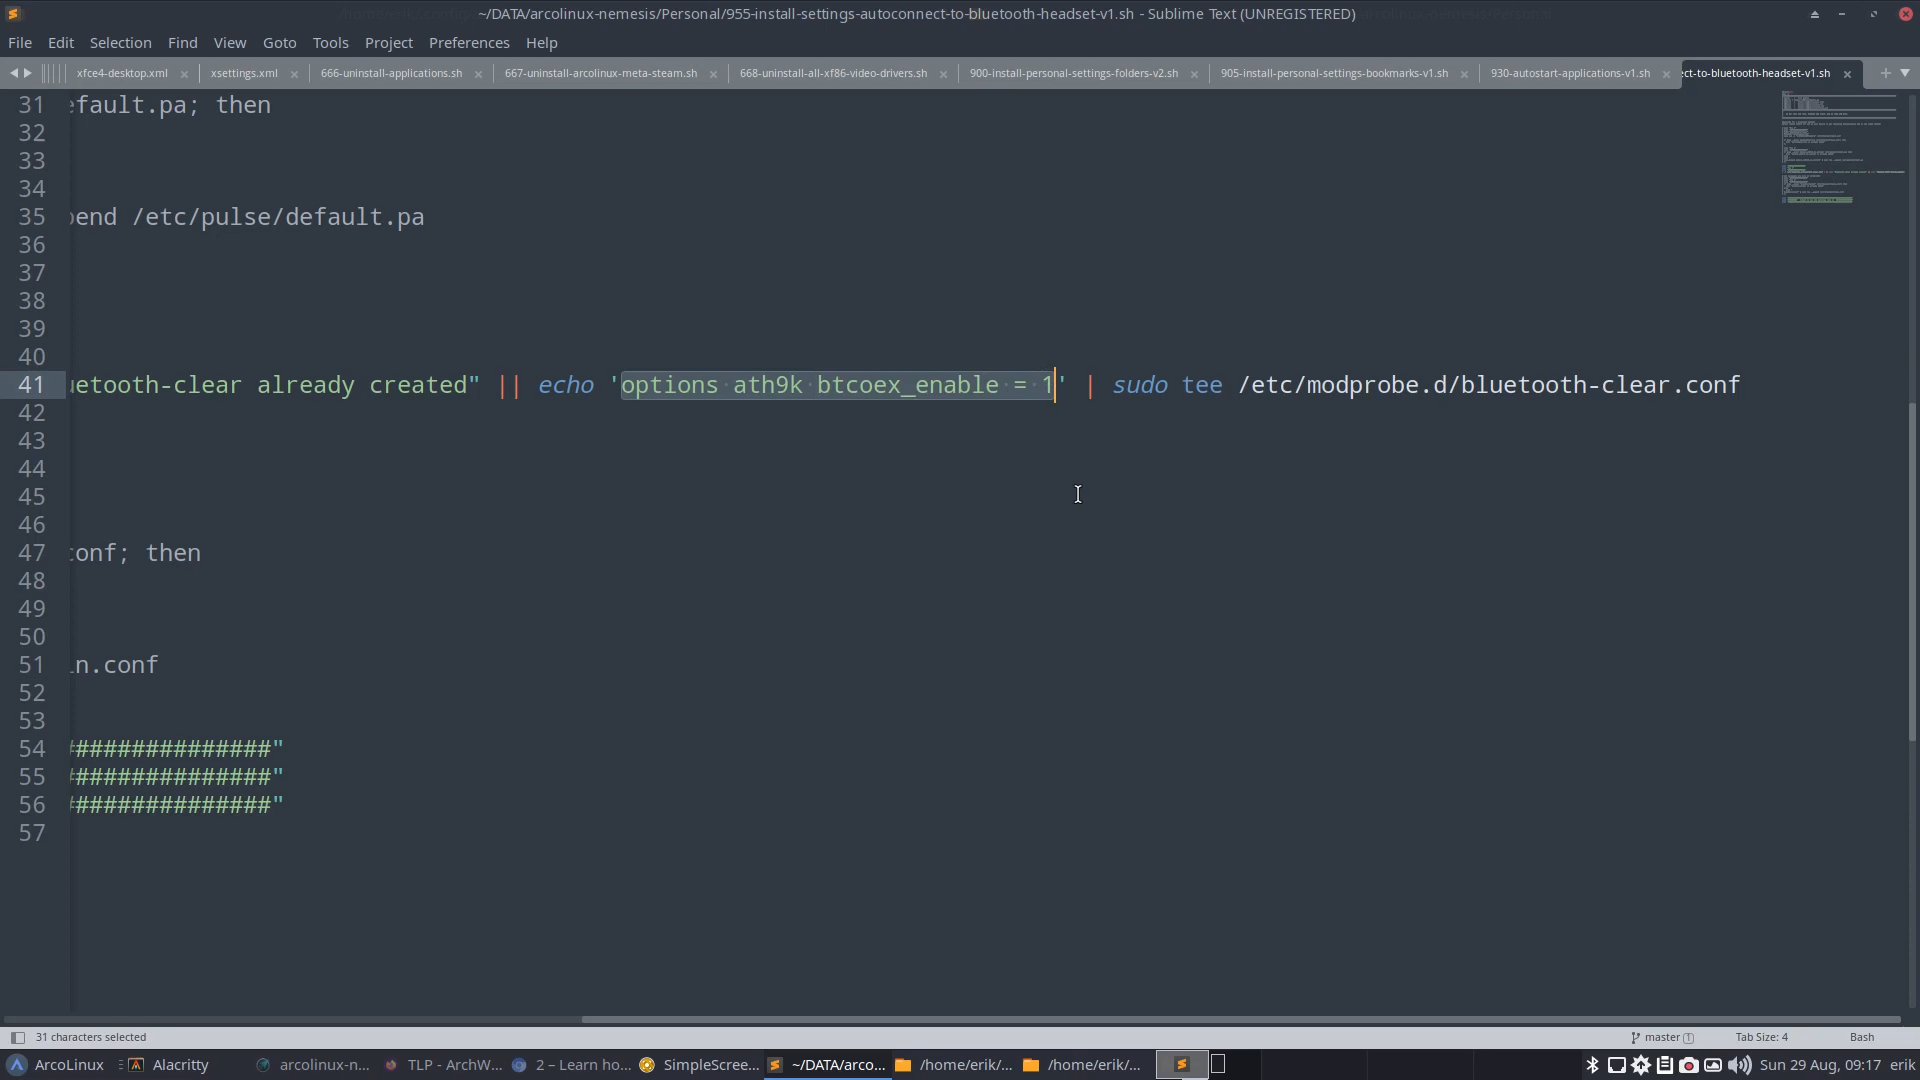 ~/DATA/arcolinux-nemesis/Personal/955-install-settings-autoconnect-to-bluetooth-headset-v1.sh - Sublime Text (UNREGISTERED)
File Edit Selection Find View Goto Tools Project Preferences Help
xfce4-desktop.xml xsettings.xml 666-uninstall-applications.sh 667-uninstall-arcolinux-meta-steam.sh 668-uninstall-all-xf86-video-drivers.sh 900-install-personal-settings-folders-v2.sh 905-install-personal-settings-bookmarks-v1.sh 930-autostart-applications-v1.sh ect-to-bluetooth-headset-v1.sh
31 efault.pa; then
32
33
34
35 pend /etc/pulse/default.pa
36
37
38
39
40
41 uetooth-clear already created" || echo 'options ath9k btcoex_enable = 1' | sudo tee /etc/modprobe.d/bluetooth-clear.conf
42
43
44
45
46
47 conf; then
48
49
50
51 in.conf
52
53
54 ##############"
55 ##############"
56 ##############"
57
31 characters selected master 1 Tab Size: 4 Bash
ArcoLinux Alacritty arcolinux-n... TLP - ArchW... 2 – Learn ho... SimpleScree... ~/DATA/arco... /home/erik/... /home/erik/... Sun 29 Aug, 09:17 erik